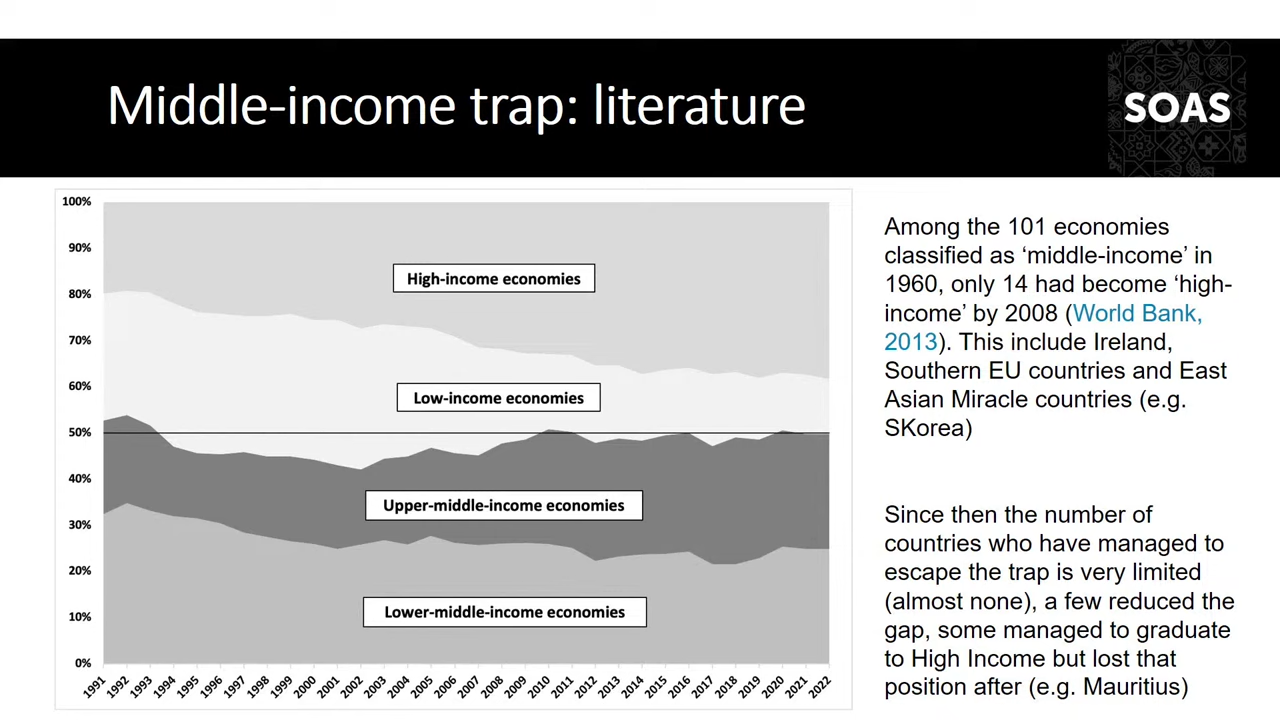 Middle-income trap: literature
SOAS
100%
90%
80%
70%
60%
50%
40%
30%
20%
10%
0%
High-income economies
Low-income economies
Upper-middle-income economies
Lower-middle-income economies
1991
1992
1993
1994
1995
1996
1997
1998
1999
2000
2001
2002
2003
2004
2005
2006
2007
2008
2009
2010
2011
2012
2013
2014
2015
2016
2017
2018
2019
2020
2021
2022
Among the 101 economies
classified as ‘middle-income’ in
1960, only 14 had become ‘high-
income’ by 2008 (World Bank,
2013). This include Ireland,
Southern EU countries and East
Asian Miracle countries (e.g.
SKorea)
Since then the number of
countries who have managed to
escape the trap is very limited
(almost none), a few reduced the
gap, some managed to graduate
to High Income but lost that
position after (e.g. Mauritius)